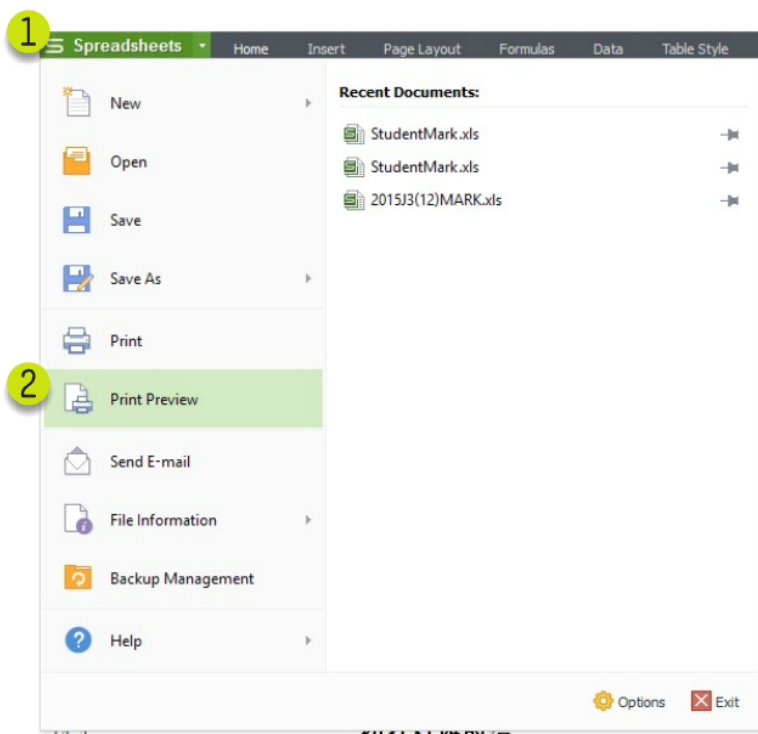 1
Spreadsheets Home Insert Page Layout Formulas Data Table Style
New
Open
Save
Save As
Print
2
Print Preview
Send E-mail
File Information
Backup Management
Help
Recent Documents:
StudentMark.xls
StudentMark.xls
2015J3(12)MARK.xls
Options Exit